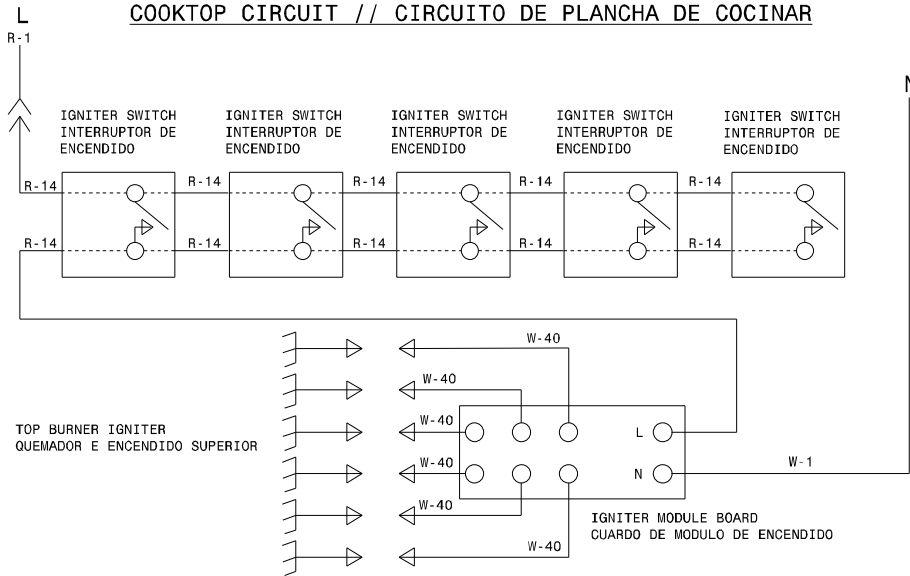 COOKTOP CIRCUIT // CIRCUITO DE PLANCHA DE COCINAR
L
R-1
N
IGNITER SWITCH
INTERRUPTOR DE
ENCENDIDO
IGNITER SWITCH
INTERRUPTOR DE
ENCENDIDO
IGNITER SWITCH
INTERRUPTOR DE
ENCENDIDO
IGNITER SWITCH
INTERRUPTOR DE
ENCENDIDO
IGNITER SWITCH
INTERRUPTOR DE
ENCENDIDO
R-14
R-14
R-14
R-14
R-14
R-14
R-14
R-14
R-14
R-14
W-40
W-40
W-40
W-40
W-40
W-40
TOP BURNER IGNITER
QUEMADOR E ENCENDIDO SUPERIOR
L
N
W-1
IGNITER MODULE BOARD
CUARDO DE MODULO DE ENCENDIDO